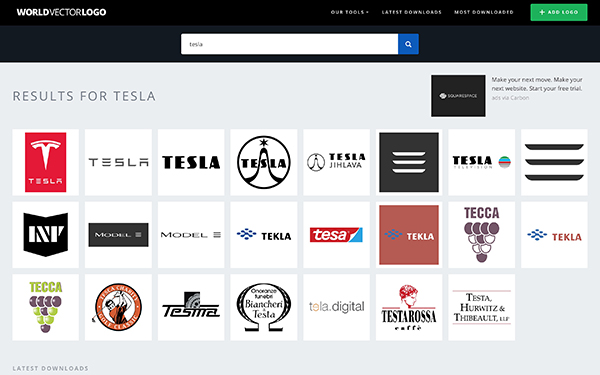 WORLDVECTORLOGO
OUR TOOLS
LATEST DOWNLOADS
MOST DOWNLOADED
+ ADD LOGO
tesla
RESULTS FOR TESLA
SQUARESPACE
Make your next move. Make your
next website. Start your free trial.
ads via Carbon
TESLA
TESLA
TESLA
TESLA
TESLA
JIHLAVA
TESLA
TELEVISION
MODEL
MODEL
TEKLA
tesa
TEKLA
TECCA
TEKLA
TECCA
Tesma
Onoranze
funebri
Biancheri
& Testa
tela.digital
TESTAROSSA
caffè
TESTA,
HURWITZ &
THIBEAULT, LLP
LATEST DOWNLOADS